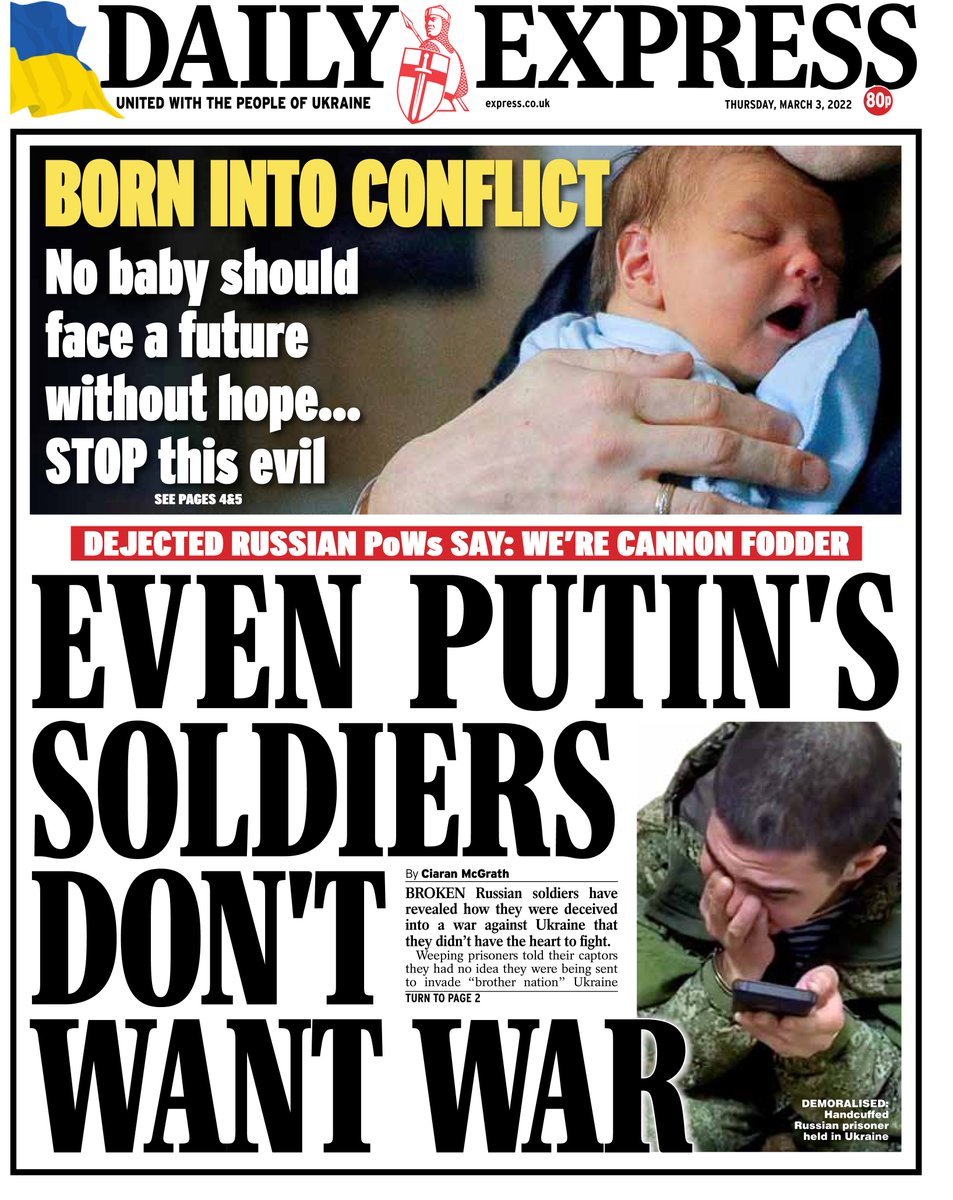 DAILY EXPRESS
UNITED WITH THE PEOPLE OF UKRAINE
express.co.uk
THURSDAY, MARCH 3, 2022
80p
BORN INTO CONFLICT
No baby should
face a future
without hope...
STOP this evil
SEE PAGES 4&5
DEJECTED RUSSIAN PoWs SAY: WE'RE CANNON FODDER
EVEN PUTIN'S
SOLDIERS
DON'T
WANT WAR
By Ciaran McGrath
BROKEN Russian soldiers have
revealed how they were deceived
into a war against Ukraine that
they didn't have the heart to fight.
Weeping prisoners told their captors
they had no idea they were being sent
to invade “brother nation” Ukraine
TURN TO PAGE 2
DEMORALISED:
Handcuffed
Russian prisoner
held in Ukraine